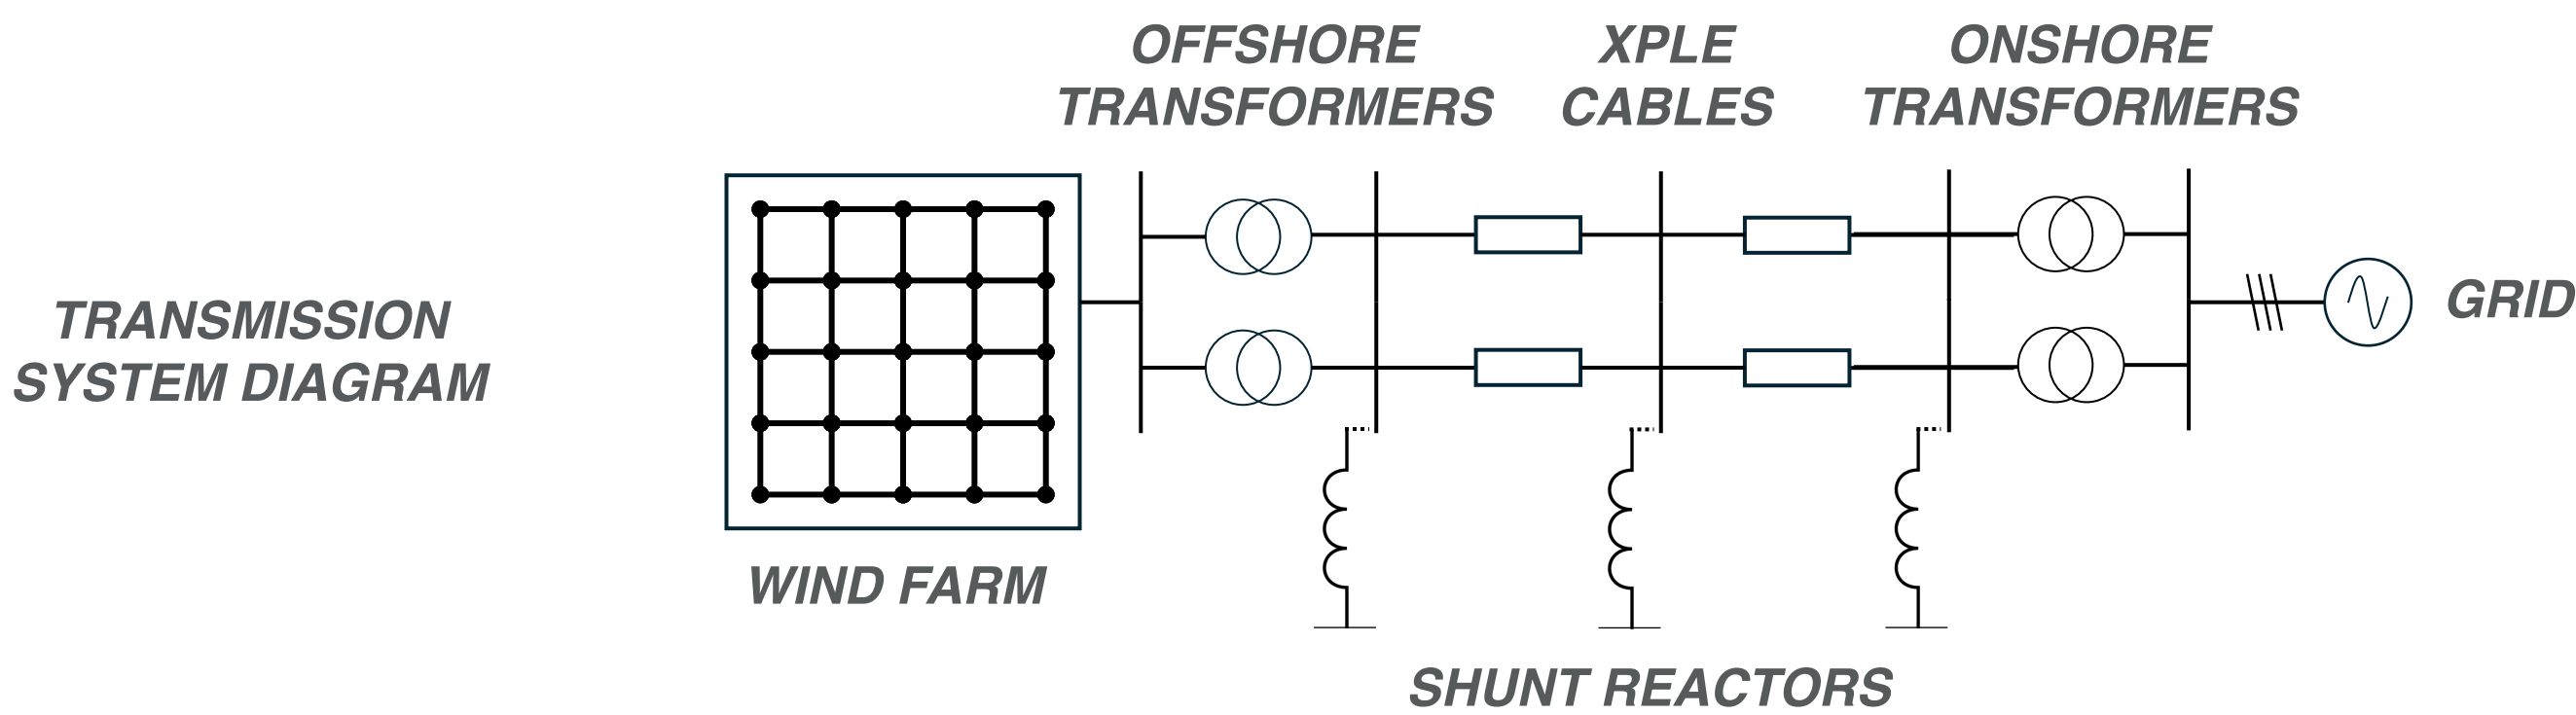 OFFSHORE
TRANSFORMERS
XPLE
CABLES
ONSHORE
TRANSFORMERS
TRANSMISSION
SYSTEM DIAGRAM
GRID
WIND FARM
SHUNT REACTORS